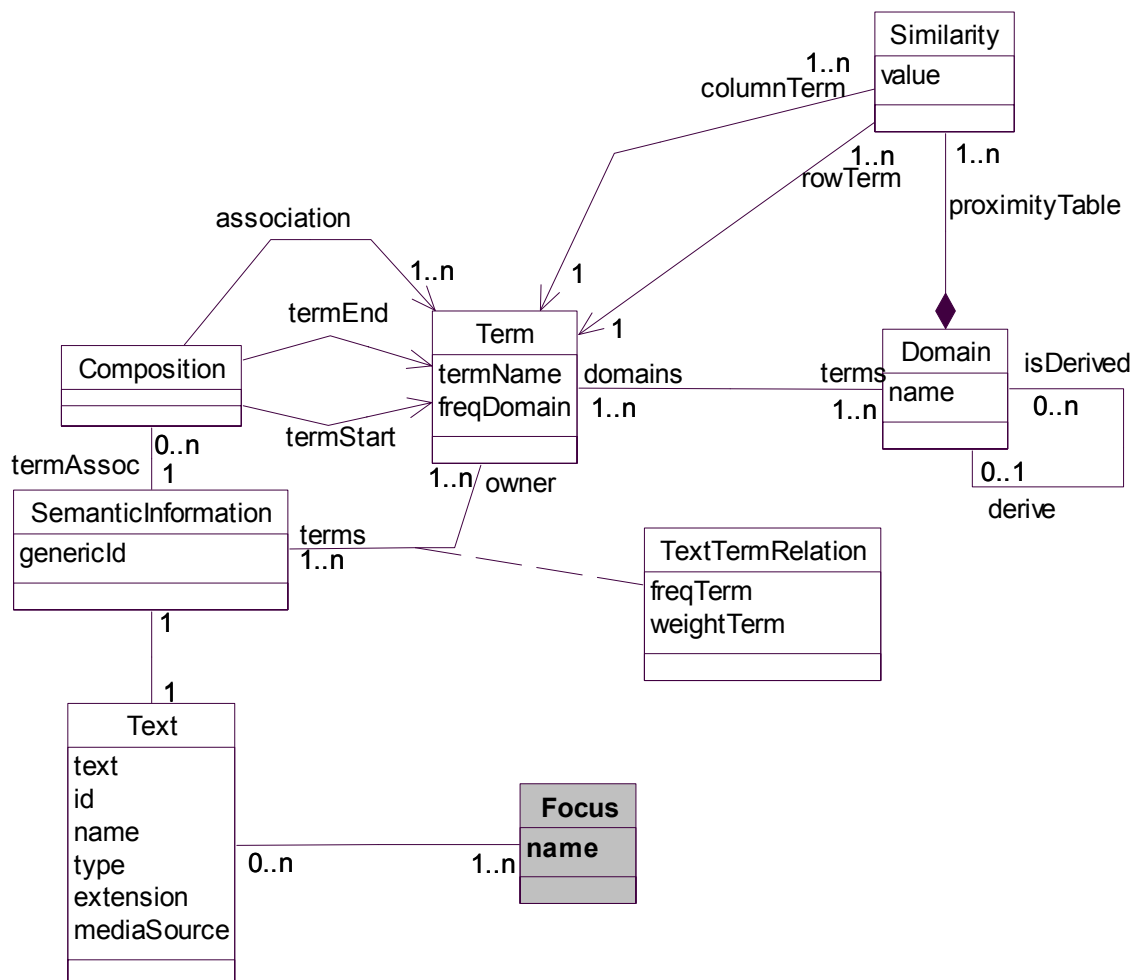 Similarity
value
1..n
columnTerm
1..n
rowTerm
1..n
proximityTable
association
1..n
1
termEnd
1
Term
termName
freqDomain
Composition
domains
1..n
terms
1..n
Domain
name
isDerived
0..n
0..1
derive
termStart
0..n
termAssoc
1
1..n
owner
SemanticInformation
genericId
terms
1..n
TextTermRelation
freqTerm
weightTerm
1
1
Text
text
id
name
type
extension
mediaSource
0..n
1..n
Focus
name